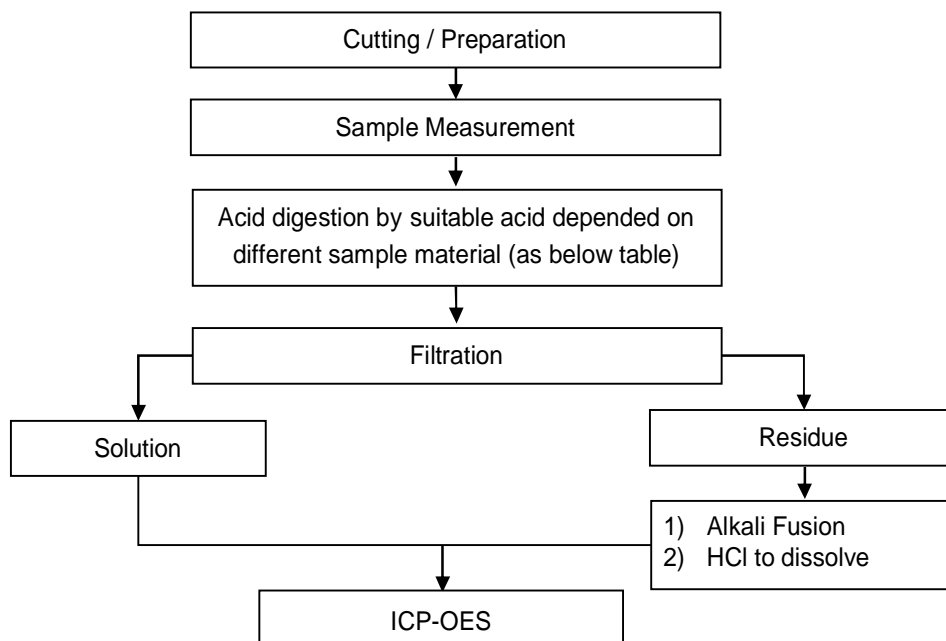 Cutting / Preparation
Sample Measurement
Acid digestion by suitable acid depended on
different sample material (as below table)
Filtration
Solution
Residue
1) Alkali Fusion
2) HCl to dissolve
ICP-OES